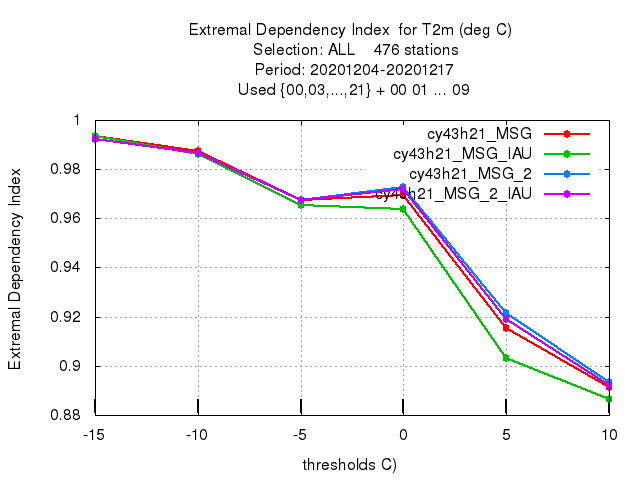 Extremal Dependency Index  for T2m (deg C)
Selection: ALL    476 stations
Period: 20201204-20201217
Used {00,03,...,21} + 00 01 ... 09
1
0.98
0.96
0.94
0.92
0.9
0.88
Extremal Dependency Index
cy43h21_MSG
cy43h21_MSG_IAU
cy43h21_MSG_2
cy43h21_MSG_2_IAU
-15 -10 -5 0 5 10
thresholds C)